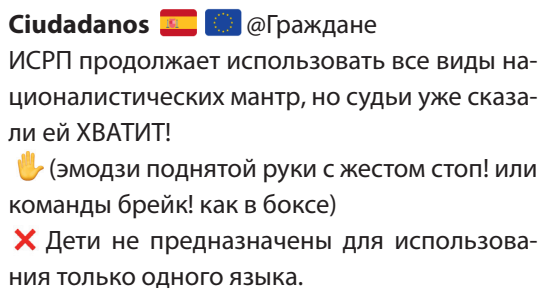 Ciudadanos 🇪🇸 🇪🇺 @Граждане
ИСРП продолжает использовать все виды на-
ционалистических мантр, но судьи уже сказа-
ли ей ХВАТИТ!
🖐 (эмодзи поднятой руки с жестом стоп! или
команды брейк! как в боксе)
❌ Дети не предназначены для использова-
ния только одного языка.